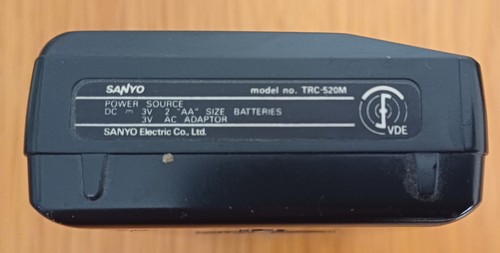 SANYO model no. TRC-520M
POWER SOURCE
DC ⎓ 3V 2 "AA" SIZE BATTERIES
3V AC ADAPTOR
SANYO Electric Co., Ltd.
VDE